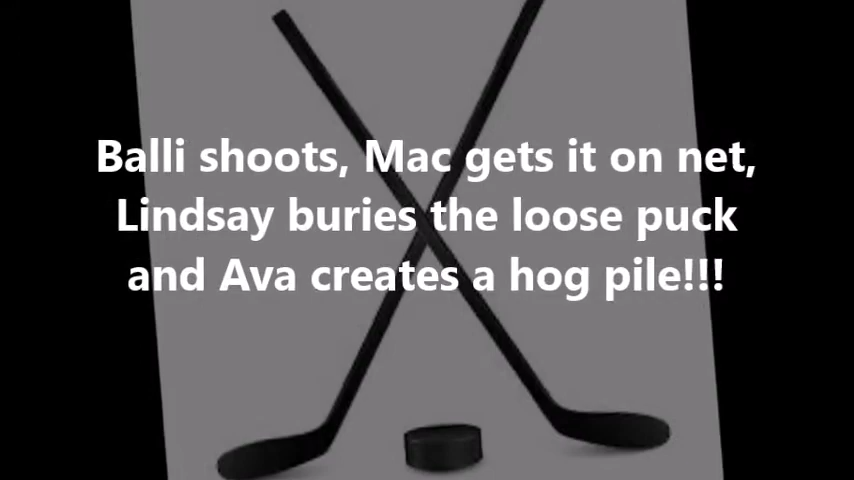 Balli shoots, Mac gets it on net,
Lindsay buries the loose puck
and Ava creates a hog pile!!!